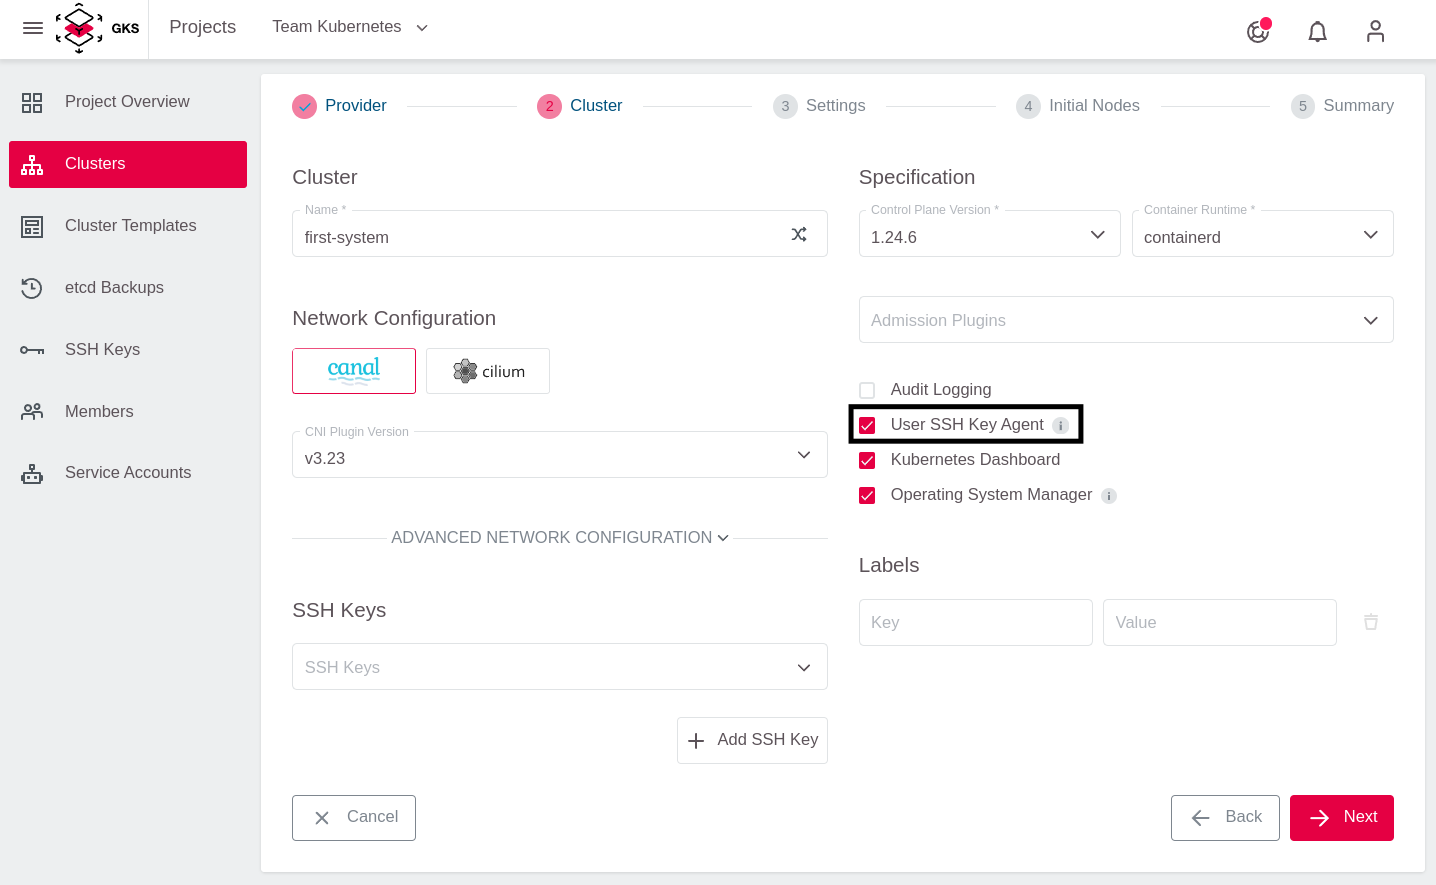 GKS
Projects
Team Kubernetes
Project Overview
Clusters
Cluster Templates
etcd Backups
SSH Keys
Members
Service Accounts
Provider
2 Cluster
3 Settings
4 Initial Nodes
5 Summary
Cluster
Name *
first-system
Network Configuration
canal
cilium
CNI Plugin Version
v3.23
ADVANCED NETWORK CONFIGURATION
SSH Keys
SSH Keys
Add SSH Key
Specification
Control Plane Version *
1.24.6
Container Runtime *
containerd
Admission Plugins
Audit Logging
User SSH Key Agent i
Kubernetes Dashboard
Operating System Manager i
Labels
Key
Value
Cancel
Back
Next